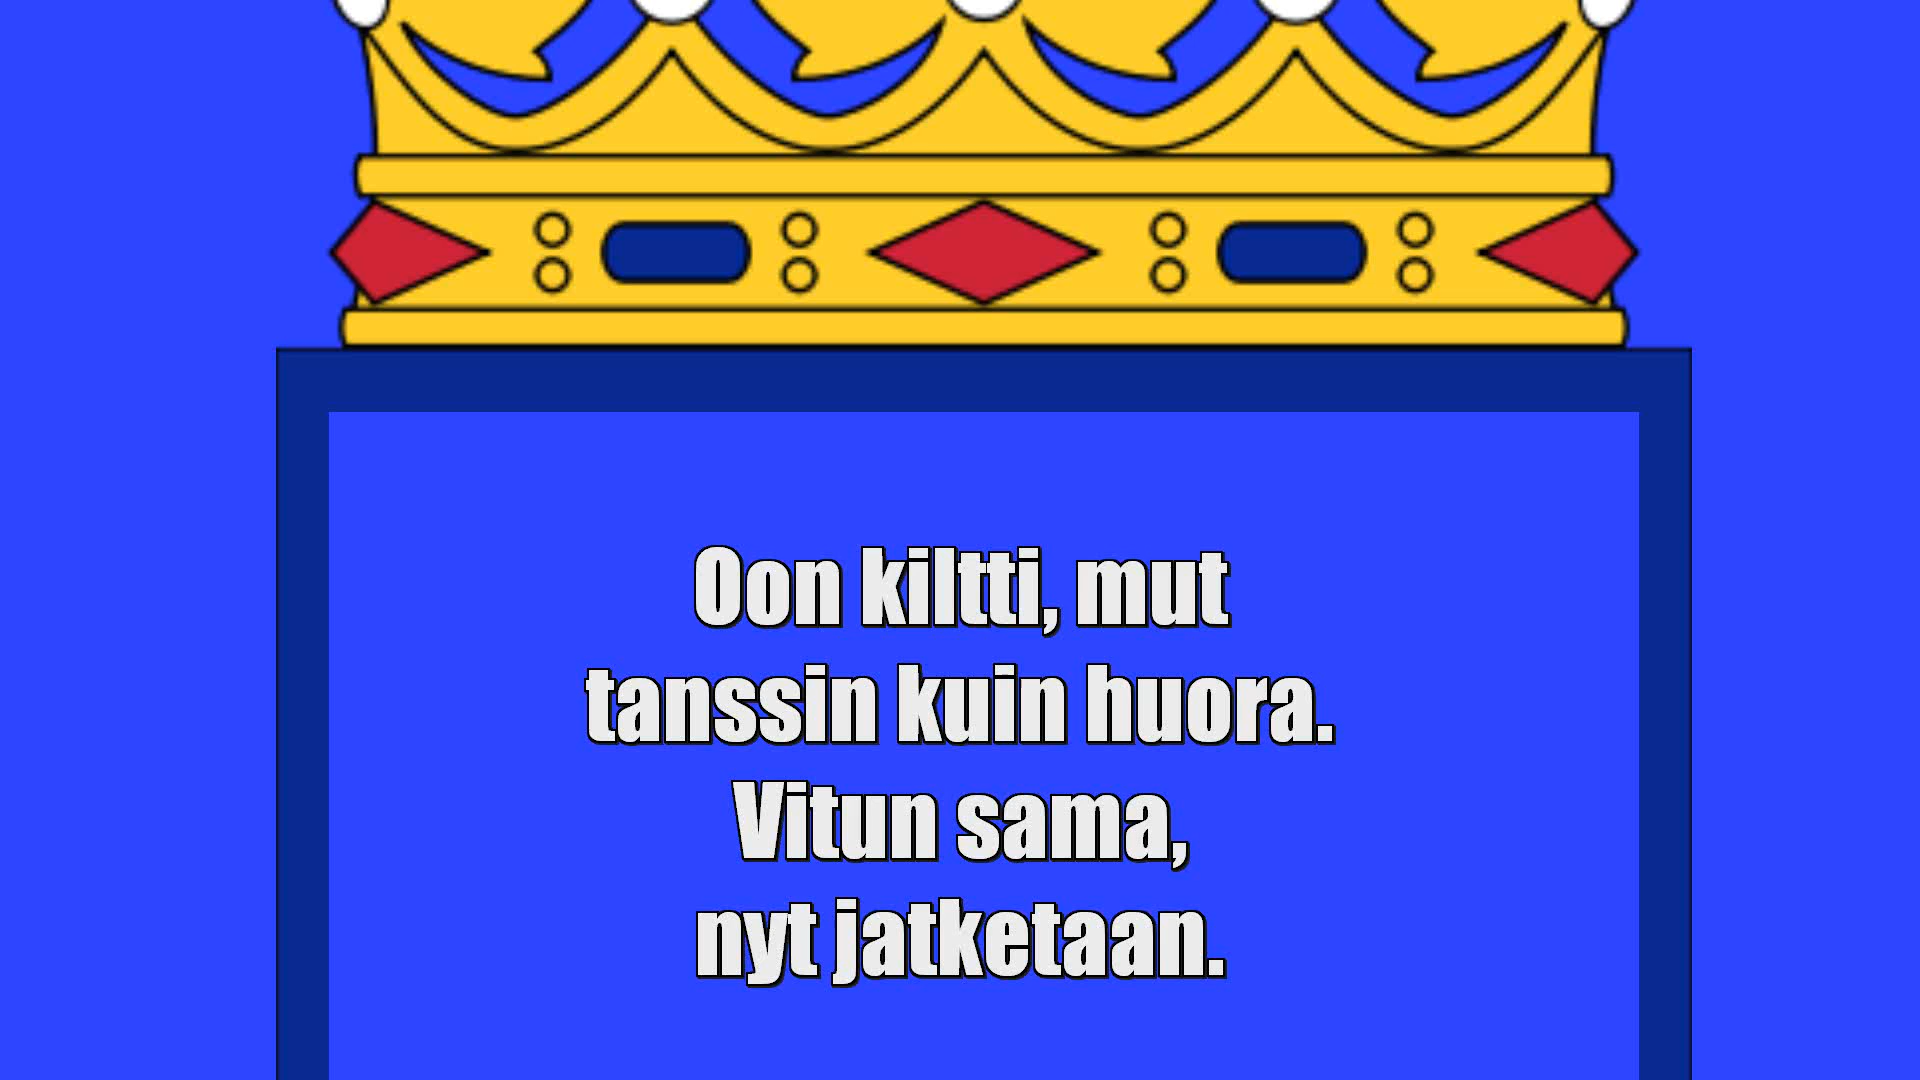 Oon kiltti, mut
tanssin kuin huora.
Vitun sama,
nyt jatketaan.